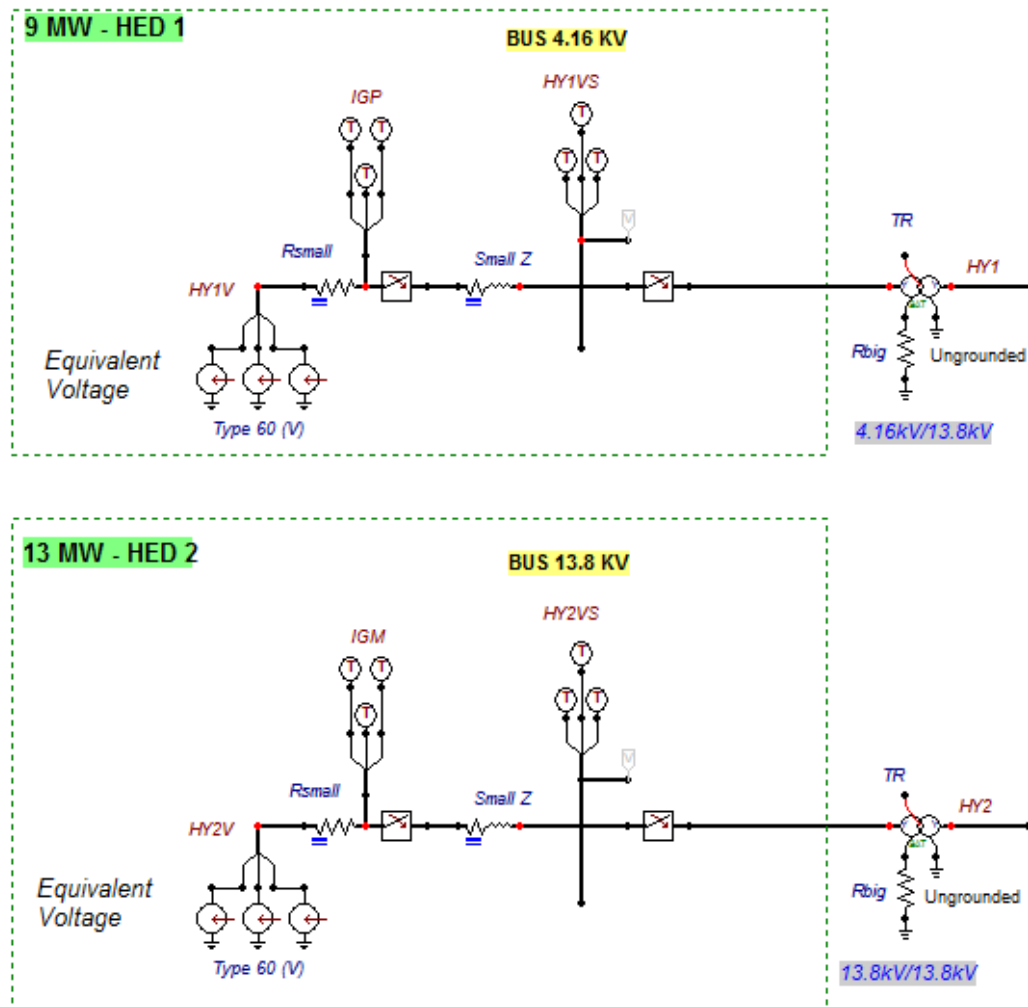 9 MW - HED 1
BUS 4.16 KV
IGP
HY1VS
T T
T
T
T T
V
TR
Rsmall
Small Z
HY1V
HY1
Equivalent
Voltage
Rbig
Ungrounded
Type 60 (V)
4.16kV/13.8kV
13 MW - HED 2
BUS 13.8 KV
IGM
HY2VS
T T
T
T
T T
V
TR
Rsmall
Small Z
HY2V
HY2
Equivalent
Voltage
Rbig
Ungrounded
Type 60 (V)
13.8kV/13.8kV